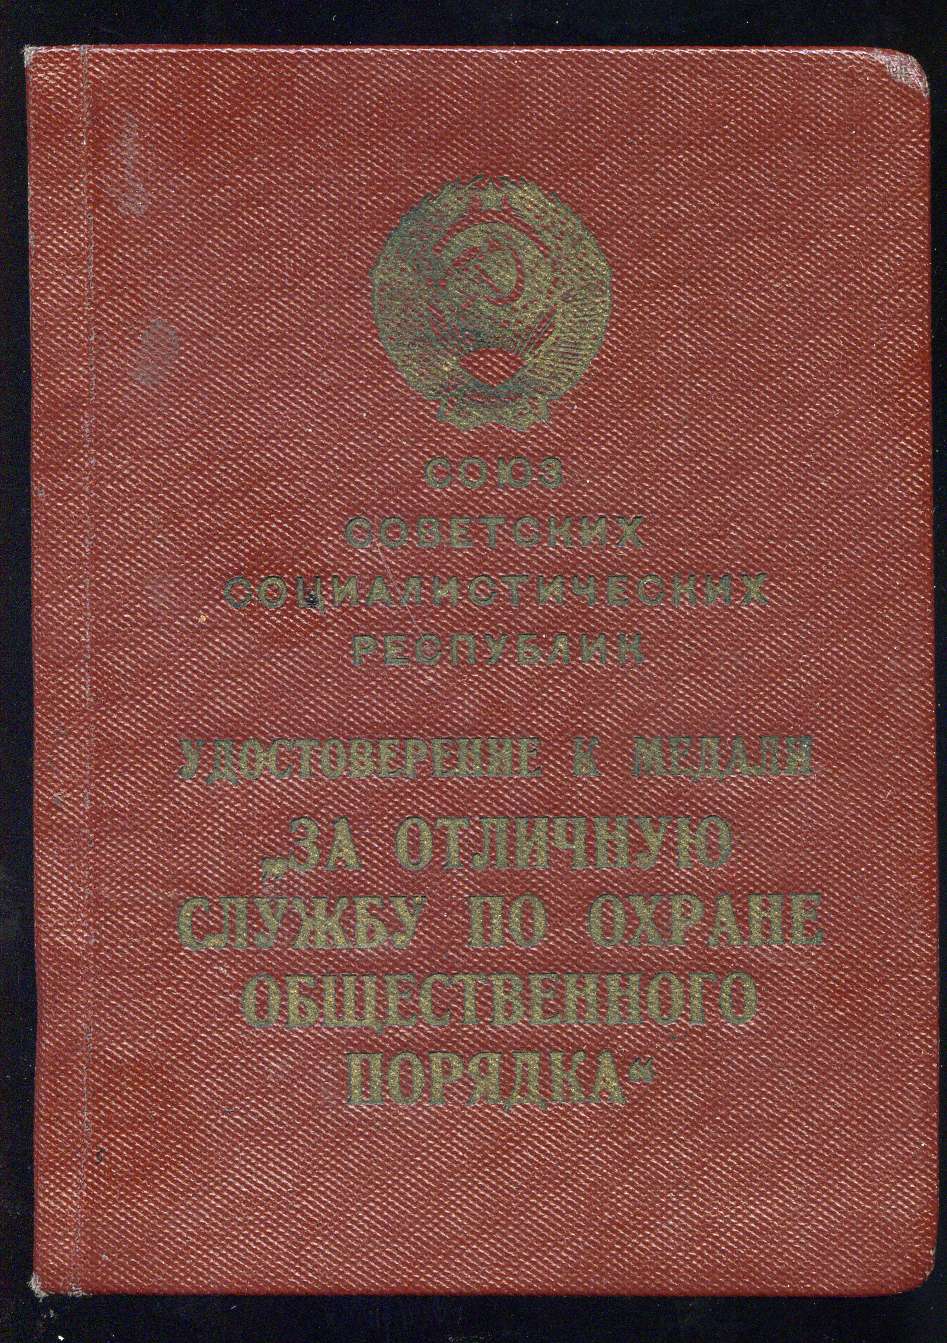 СОЮЗ
СОВЕТСКИХ
СОЦИАЛИСТИЧЕСКИХ
РЕСПУБЛИК
УДОСТОВЕРЕНИЕ К МЕДАЛИ
„ЗА ОТЛИЧНУЮ
СЛУЖБУ ПО ОХРАНЕ
ОБЩЕСТВЕННОГО
ПОРЯДКА“